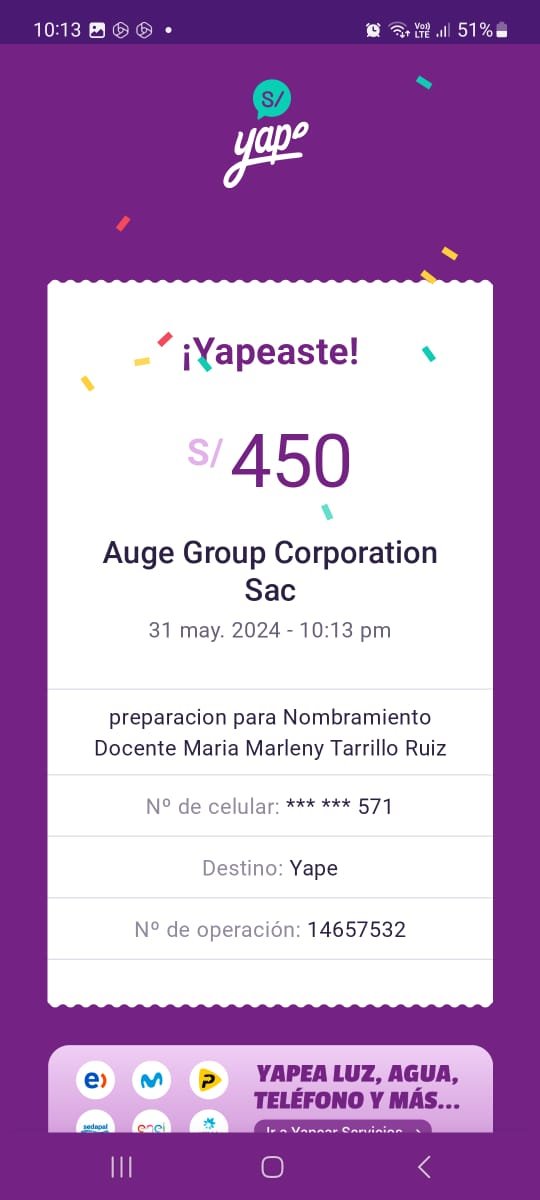 10:13
Vo))
LTE
51%
S/
yape
¡Yapeaste!
S/ 450
Auge Group Corporation
Sac
31 may. 2024 - 10:13 pm
preparacion para Nombramiento
Docente Maria Marleny Tarrillo Ruiz
Nº de celular: *** *** 571
Destino: Yape
Nº de operación: 14657532
YAPEA LUZ, AGUA,
TELÉFONO Y MÁS...
sedapal
Ir a Yapear Servicios